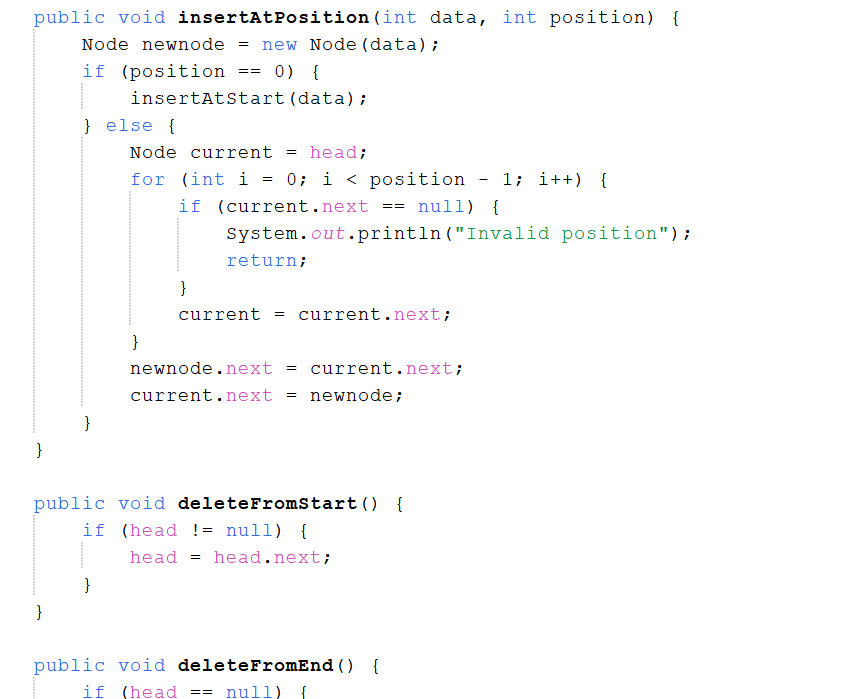 public void insertAtPosition(int data, int position) {
    Node newnode = new Node(data);
    if (position == 0) {
        insertAtStart(data);
    } else {
        Node current = head;
        for (int i = 0; i < position - 1; i++) {
            if (current.next == null) {
                System.out.println("Invalid position");
                return;
            }
            current = current.next;
        }
        newnode.next = current.next;
        current.next = newnode;
    }
}

public void deleteFromStart() {
    if (head != null) {
        head = head.next;
    }
}

public void deleteFromEnd() {
    if (head == null) {